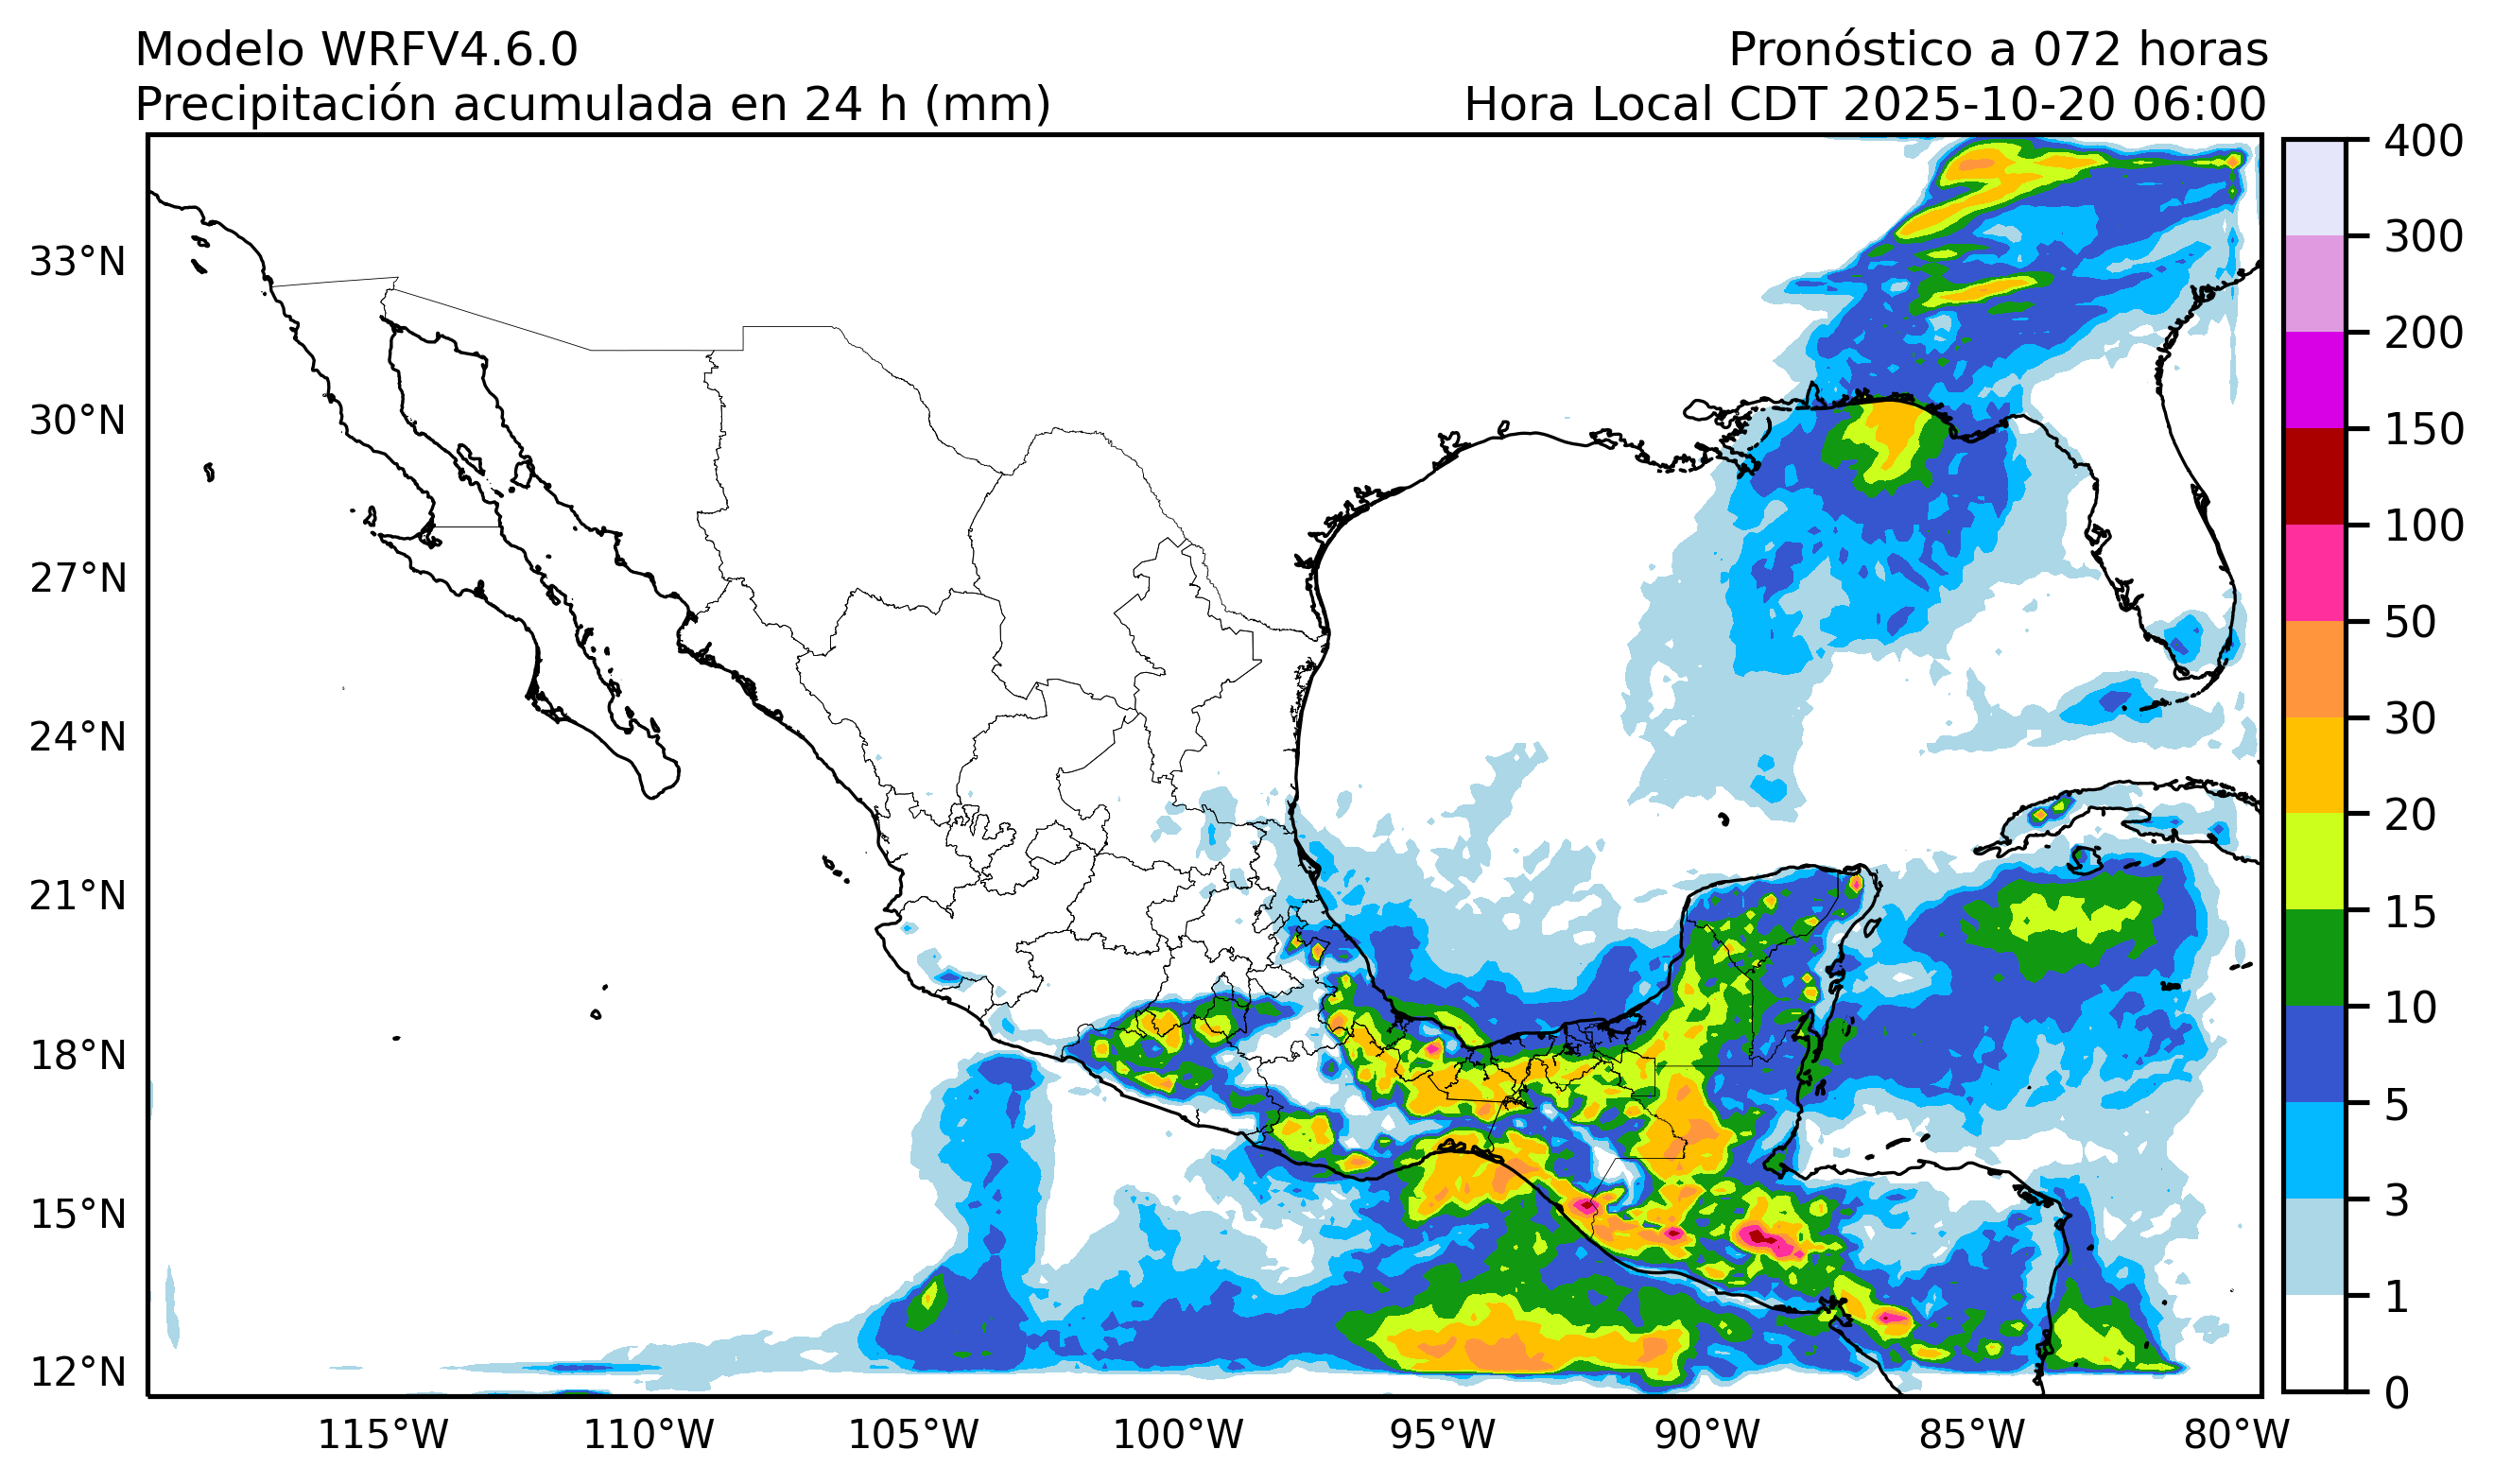 Modelo WRFV4.6.0
Pronóstico a 072 horas
Precipitación acumulada en 24 h (mm)
Hora Local CDT 2025-10-20 06:00
400
300
200
150
100
50
30
20
15
10
5
3
1
0
33°N
30°N
27°N
24°N
21°N
18°N
15°N
12°N
115°W
110°W
105°W
100°W
95°W
90°W
85°W
80°W